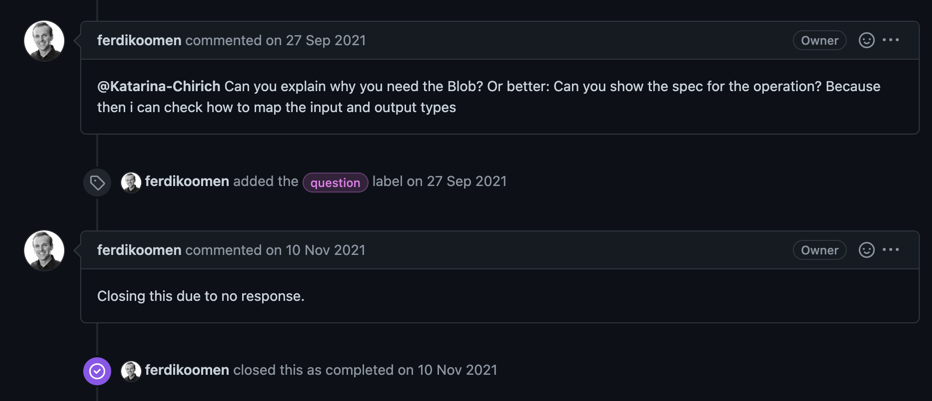 ferdikoomen commented on 27 Sep 2021 Owner
@Katarina-Chirich Can you explain why you need the Blob? Or better: Can you show the spec for the operation? Because
then i can check how to map the input and output types
ferdikoomen added the question label on 27 Sep 2021
ferdikoomen commented on 10 Nov 2021 Owner
Closing this due to no response.
ferdikoomen closed this as completed on 10 Nov 2021